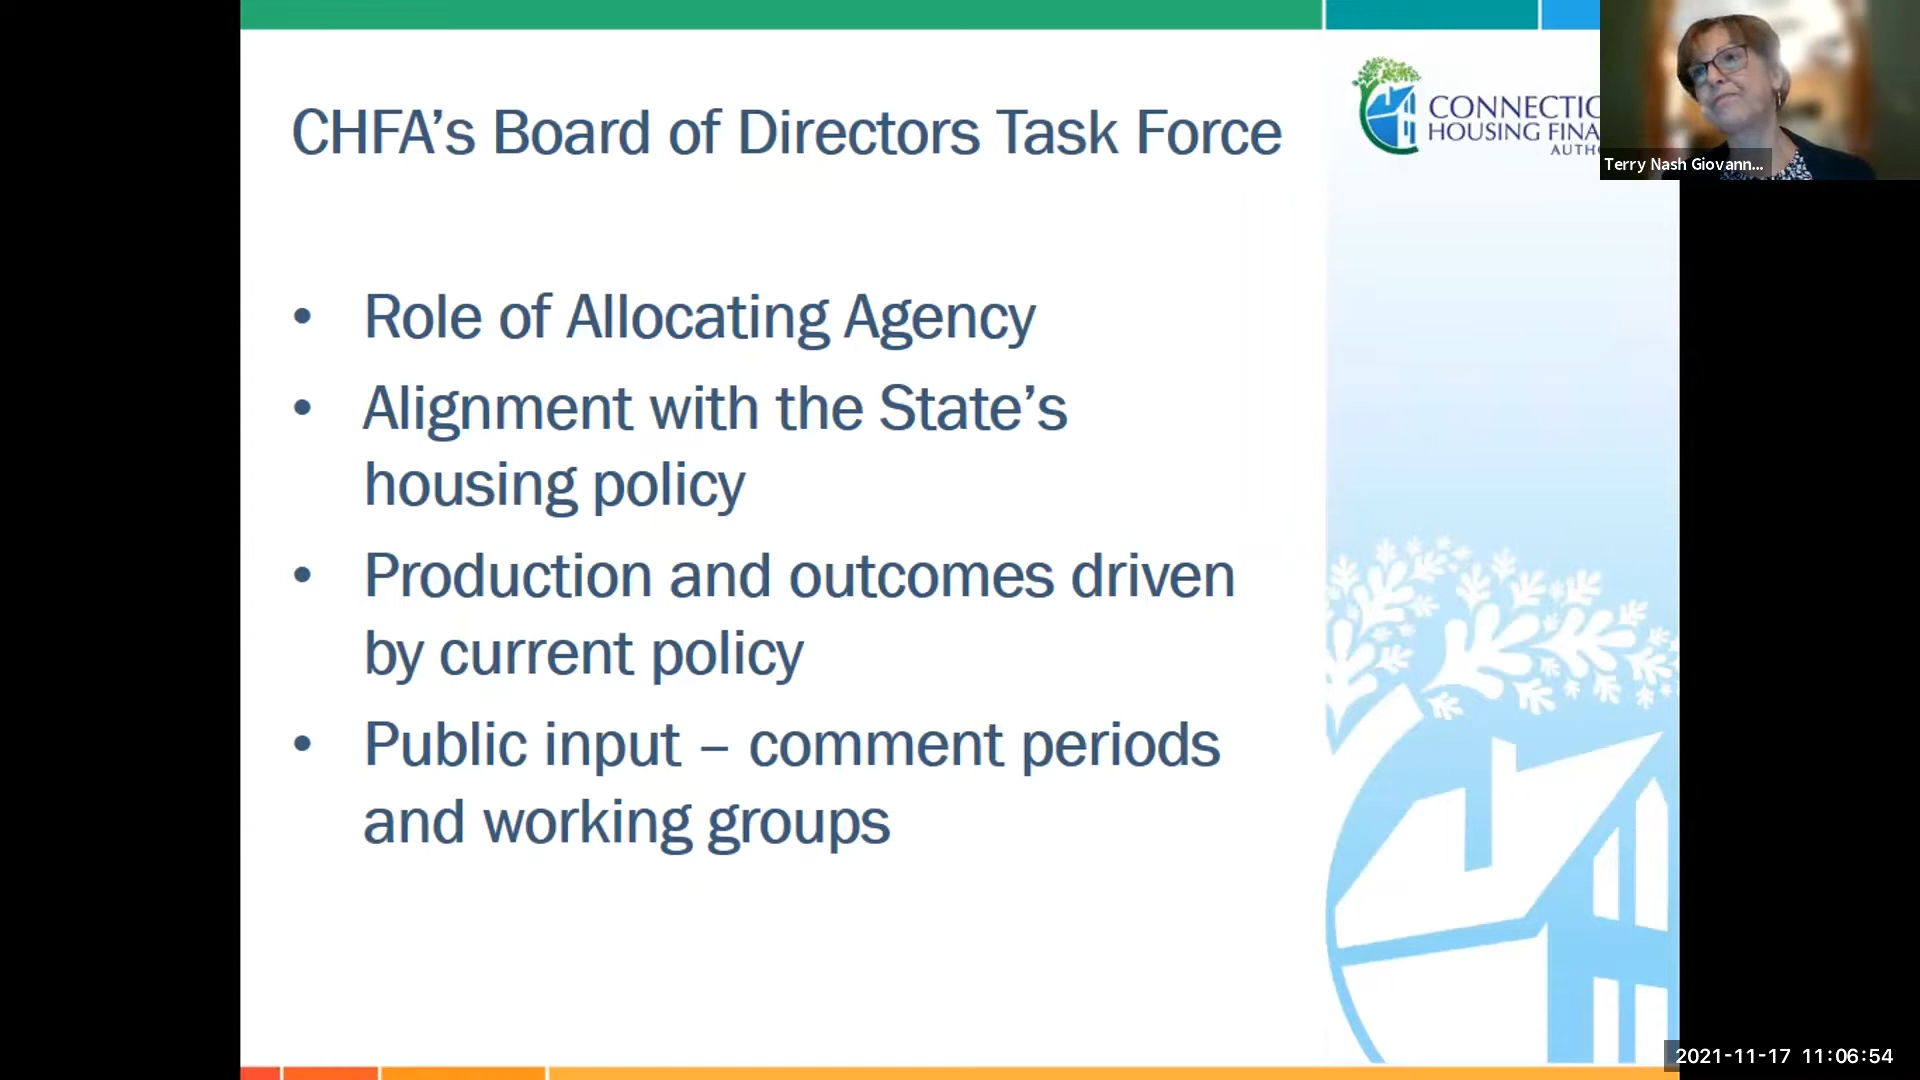 CHFA's Board of Directors Task Force
CONNECTIC
HOUSING FINA
AUTH
Terry Nash Giovann...
• Role of Allocating Agency
• Alignment with the State's
housing policy
• Production and outcomes driven
by current policy
• Public input – comment periods
and working groups
2021-11-17 11:06:54